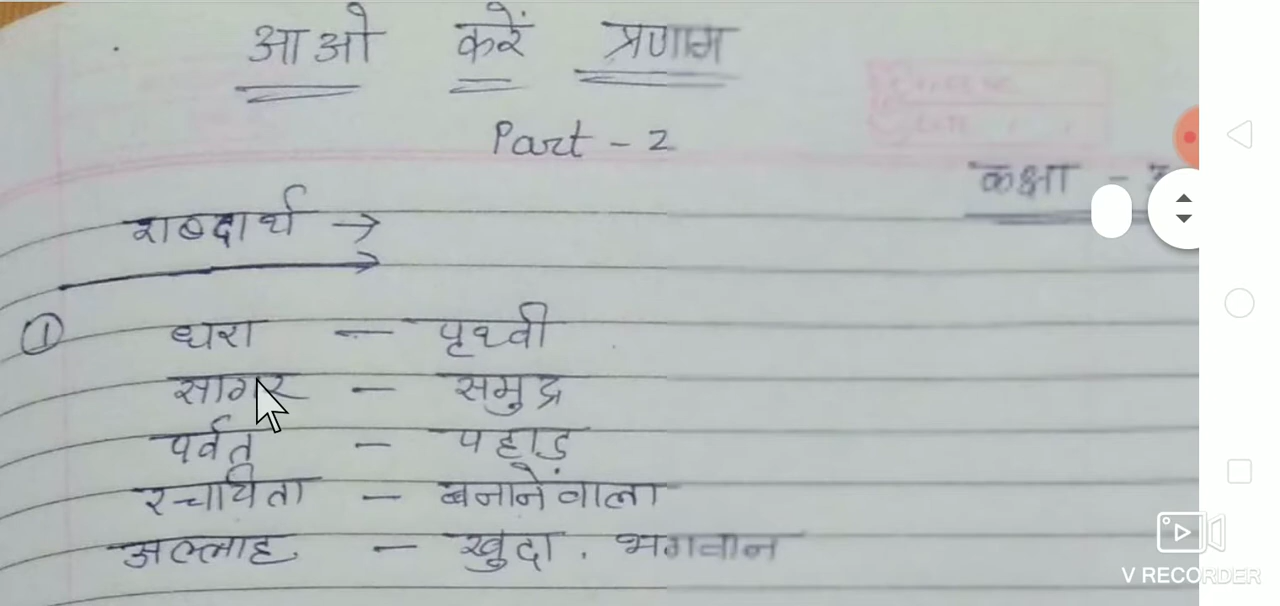 आओ करें प्रणाम
Part - 2
कक्षा -
शब्दार्थ →
① धरा - पृथ्वी
सागर - समुद्र
पर्वत - पहाड़
रचयिता - बनानेंवाला
अल्लाह - खुदा. भगवान
V RECORDER